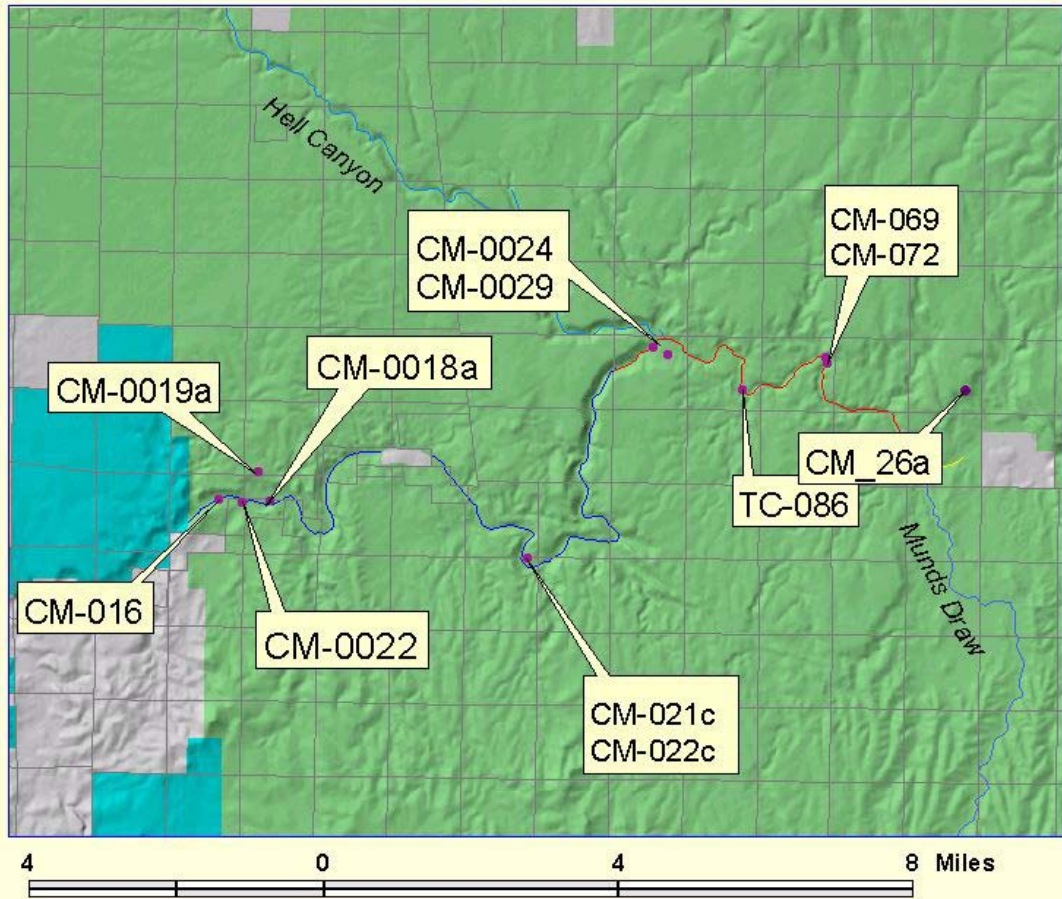 Hell Canyon
CM-0024
CM-0029
CM-069
CM-072
CM-0019a
CM-0018a
CM_26a
TC-086
CM-016
CM-0022
Munds Draw
CM-021c
CM-022c
4 0 4 8 Miles